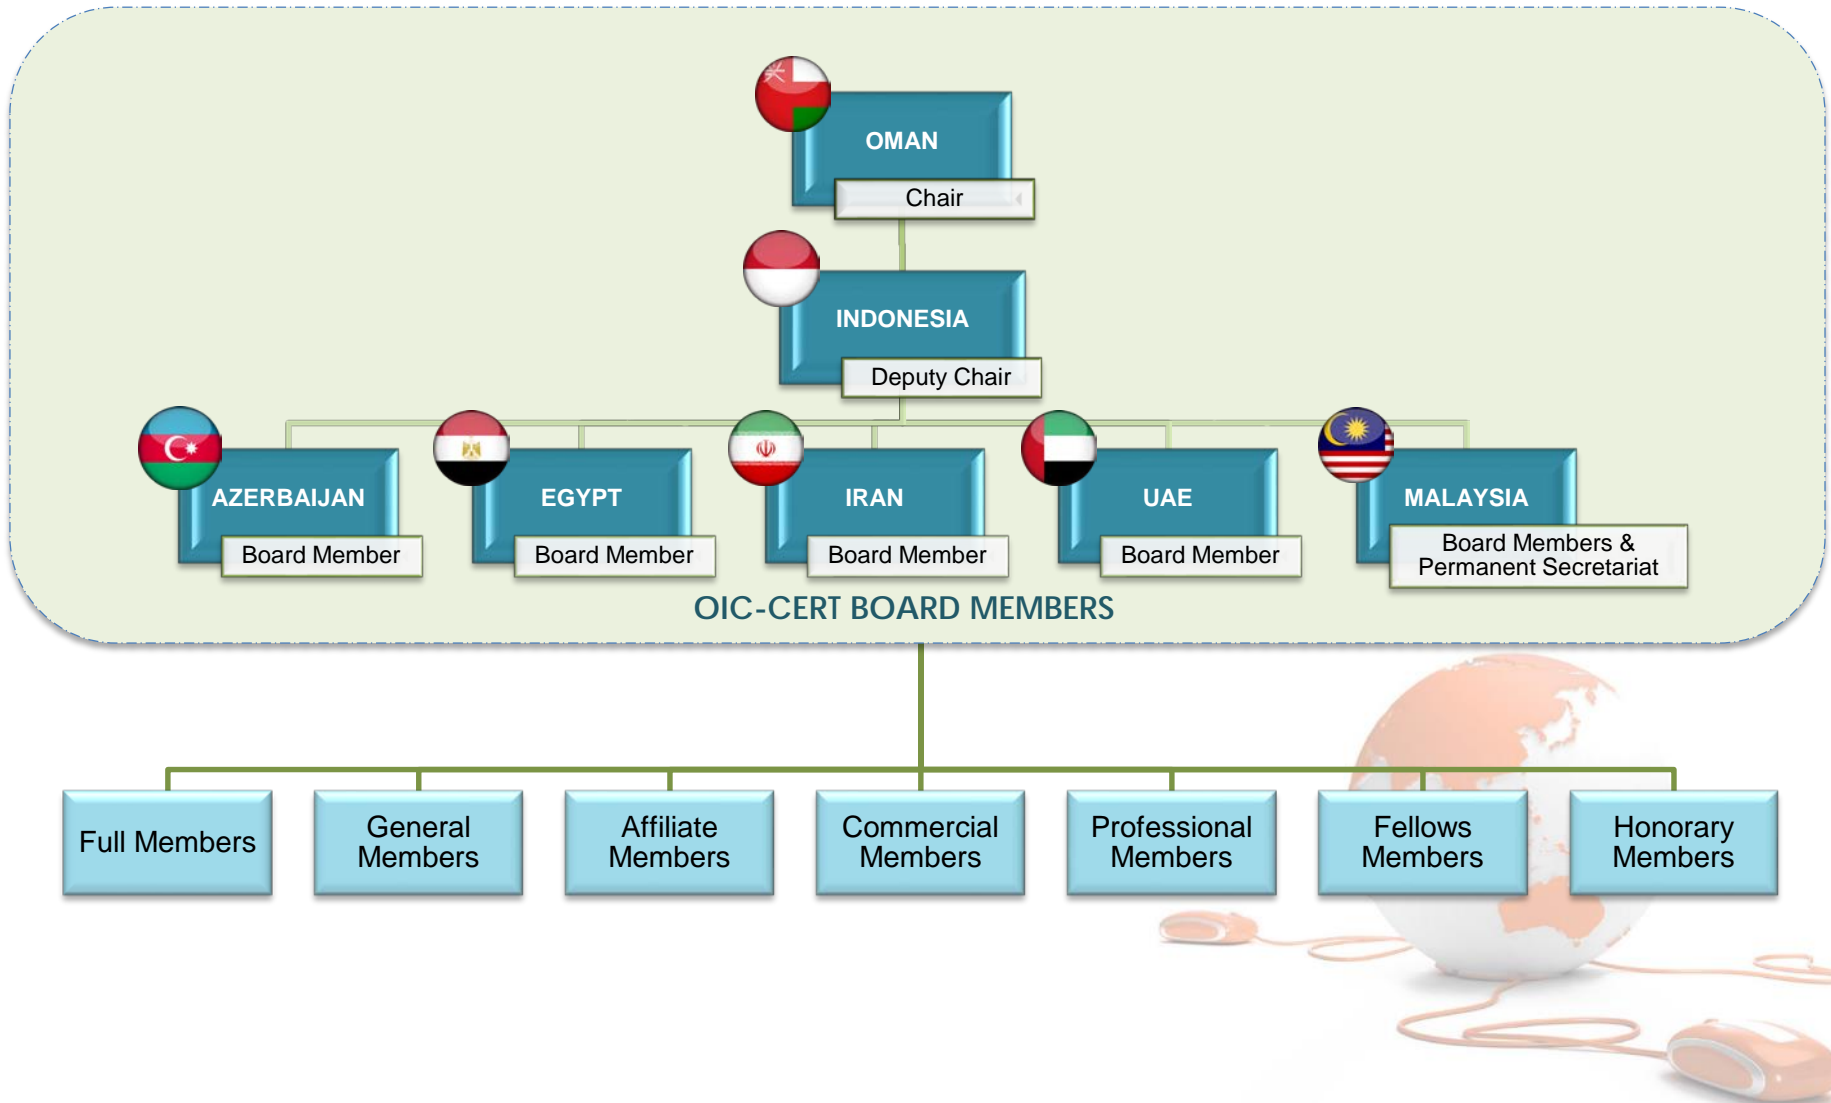 OMAN
Chair
INDONESIA
Deputy Chair
AZERBAIJAN
Board Member
EGYPT
Board Member
IRAN
Board Member
UAE
Board Member
MALAYSIA
Board Members &
Permanent Secretariat
OIC-CERT BOARD MEMBERS
Full Members
General
Members
Affiliate
Members
Commercial
Members
Professional
Members
Fellows
Members
Honorary
Members